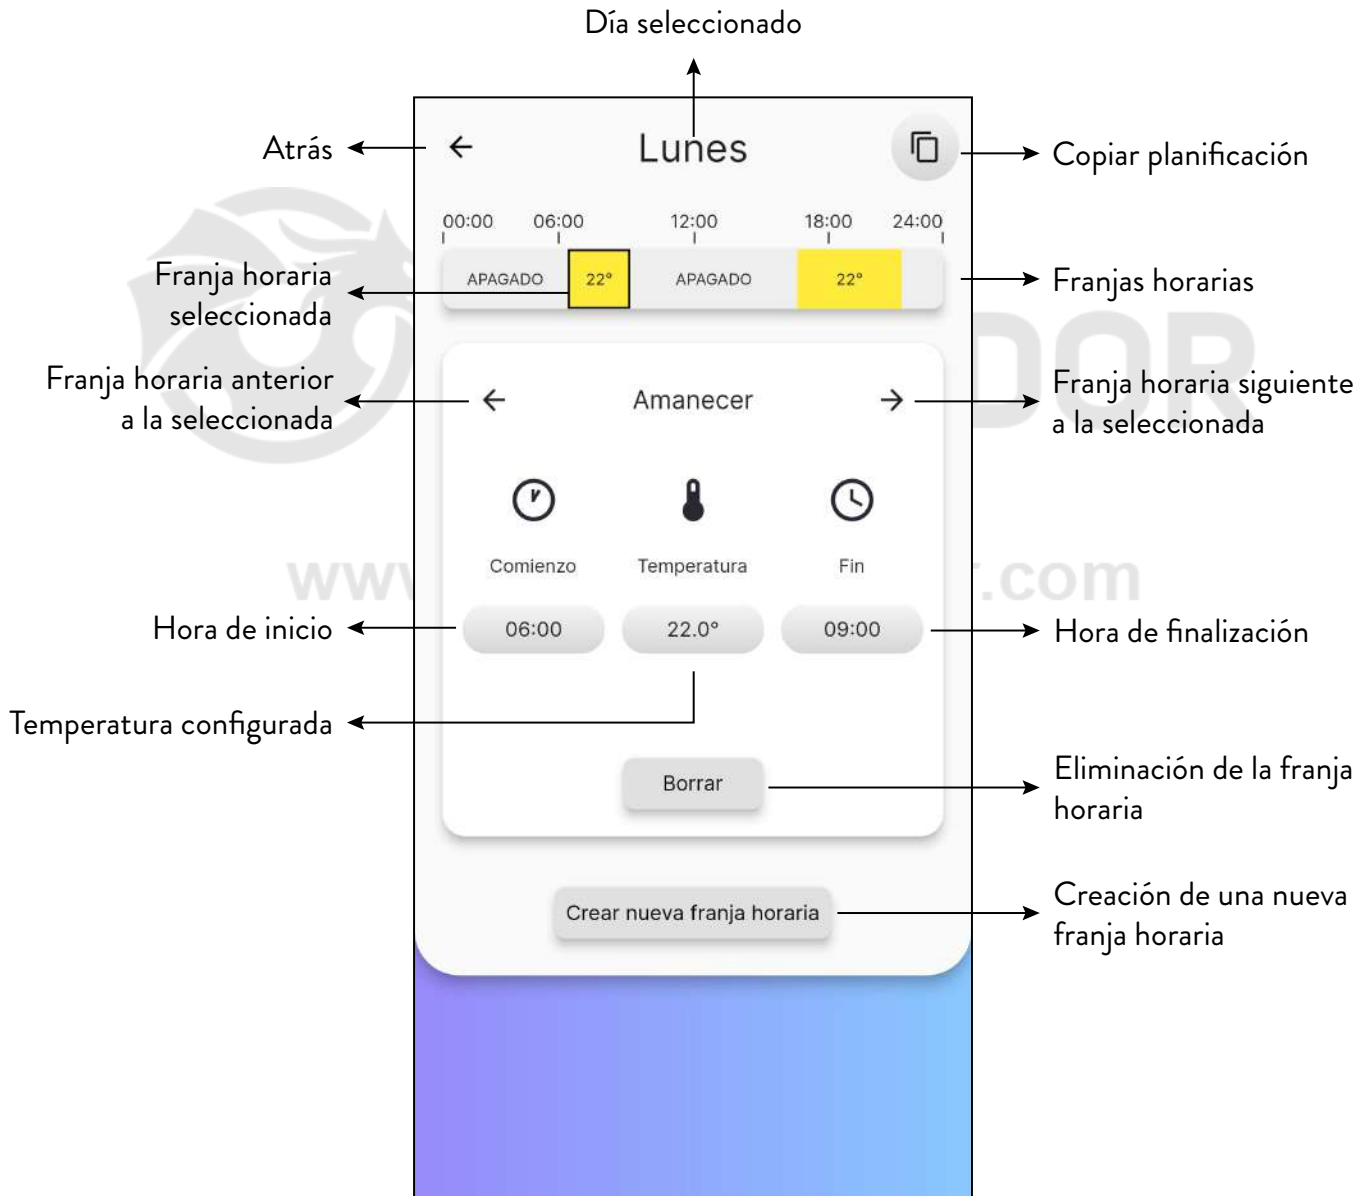 Día seleccionado
Atrás
Lunes
Copiar planificación
00:00 06:00 12:00 18:00 24:00
Franja horaria
seleccionada
APAGADO 22° APAGADO 22°
Franjas horarias
DOR
Franja horaria anterior
a la seleccionada
Amanecer
Franja horaria siguiente
a la seleccionada
Comienzo Temperatura Fin
www .com
Hora de inicio
06:00 22.0° 09:00
Hora de finalización
Temperatura configurada
Borrar
Eliminación de la franja
horaria
Crear nueva franja horaria
Creación de una nueva
franja horaria